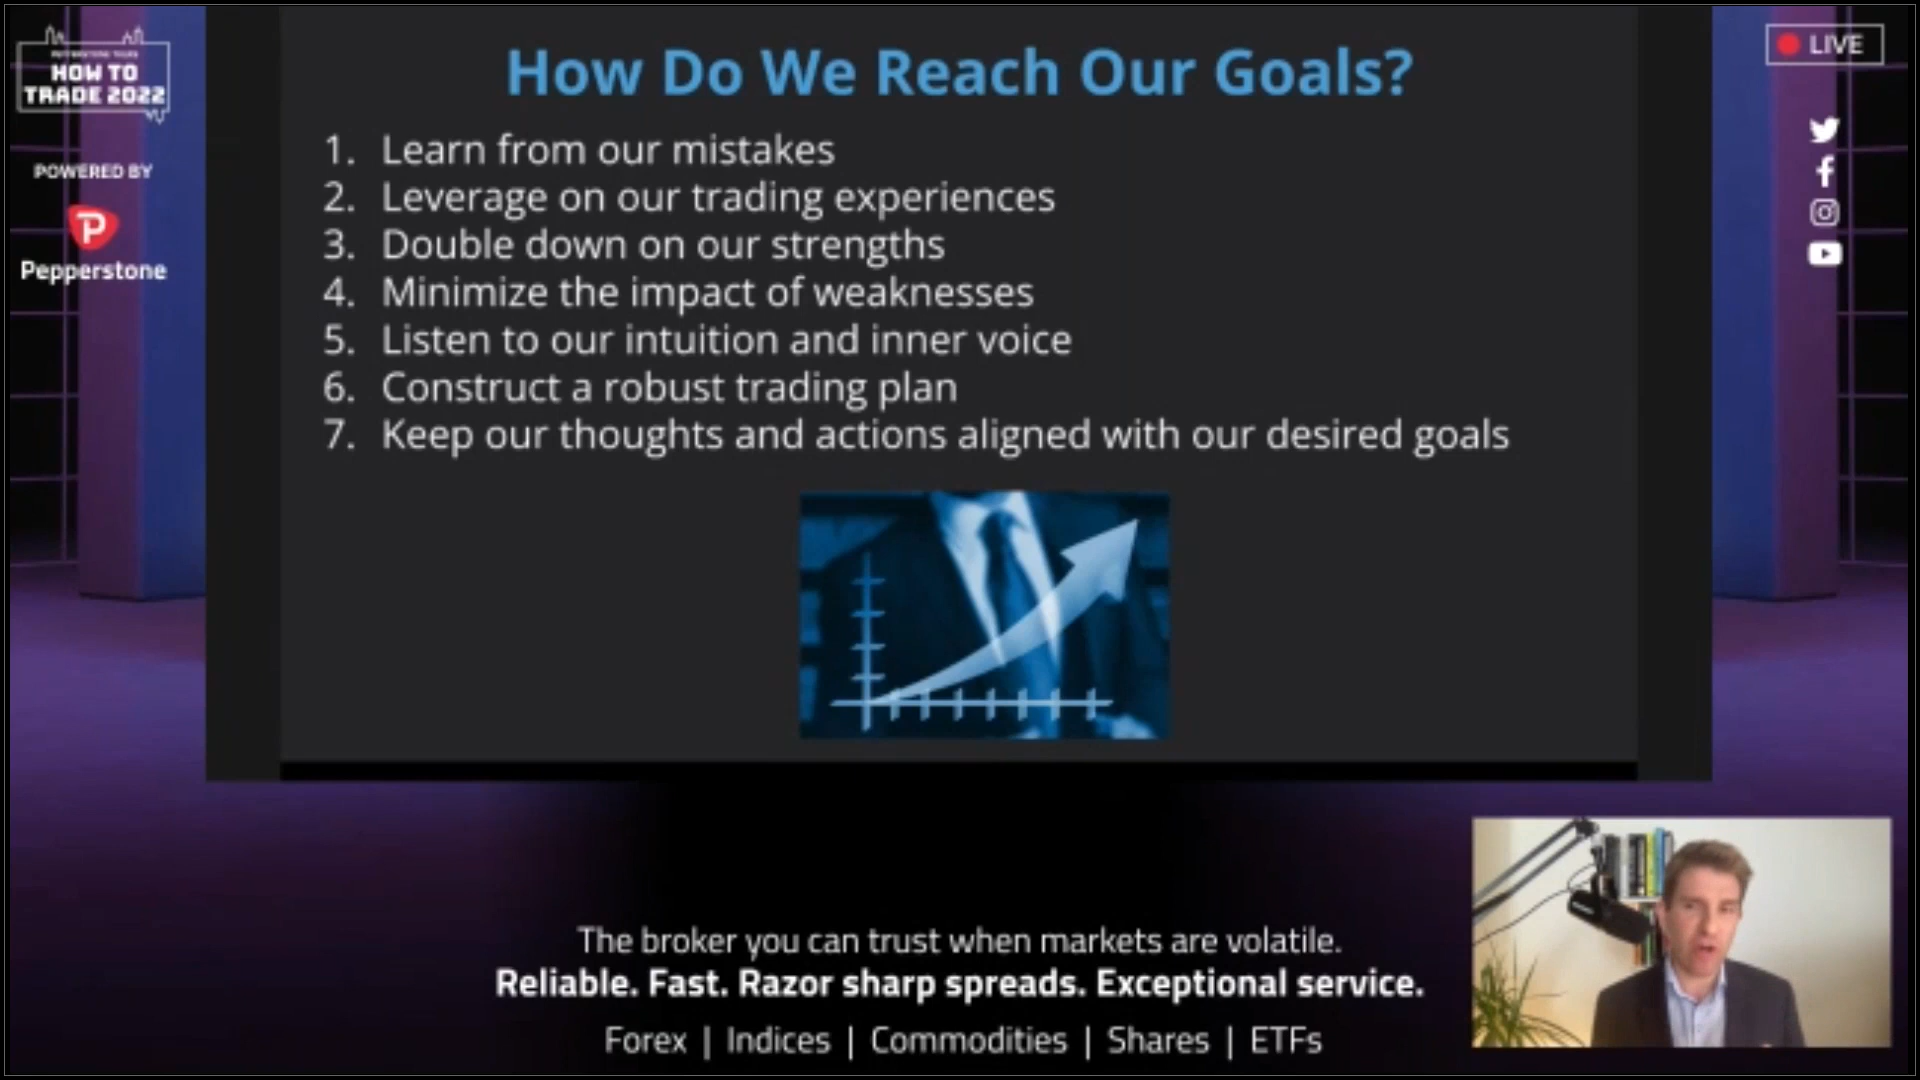 PEPPERSTONE TALKS
HOW TO
TRADE 2022
POWERED BY
P
Pepperstone
LIVE
How Do We Reach Our Goals?
1. Learn from our mistakes
2. Leverage on our trading experiences
3. Double down on our strengths
4. Minimize the impact of weaknesses
5. Listen to our intuition and inner voice
6. Construct a robust trading plan
7. Keep our thoughts and actions aligned with our desired goals
The broker you can trust when markets are volatile.
Reliable. Fast. Razor sharp spreads. Exceptional service.
Forex | Indices | Commodities | Shares | ETFs